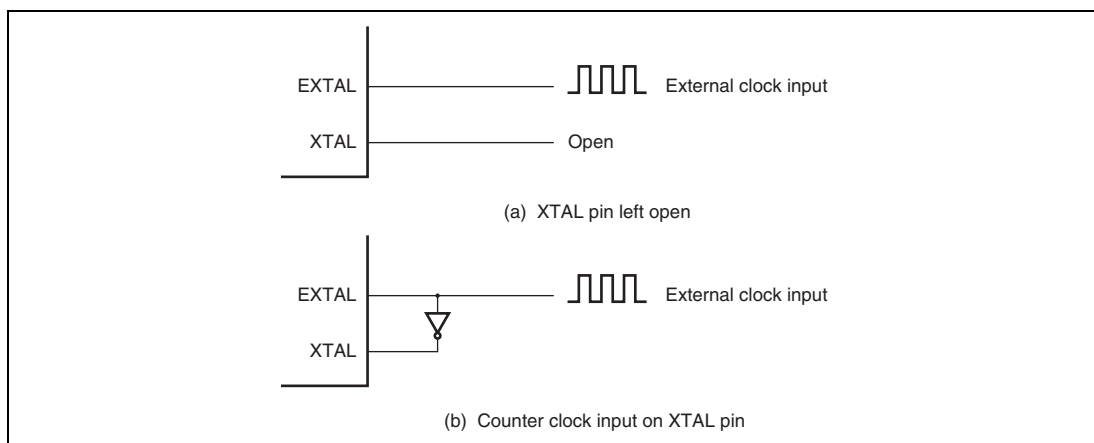 EXTAL External clock input
XTAL Open
(a) XTAL pin left open
EXTAL External clock input
XTAL
(b) Counter clock input on XTAL pin